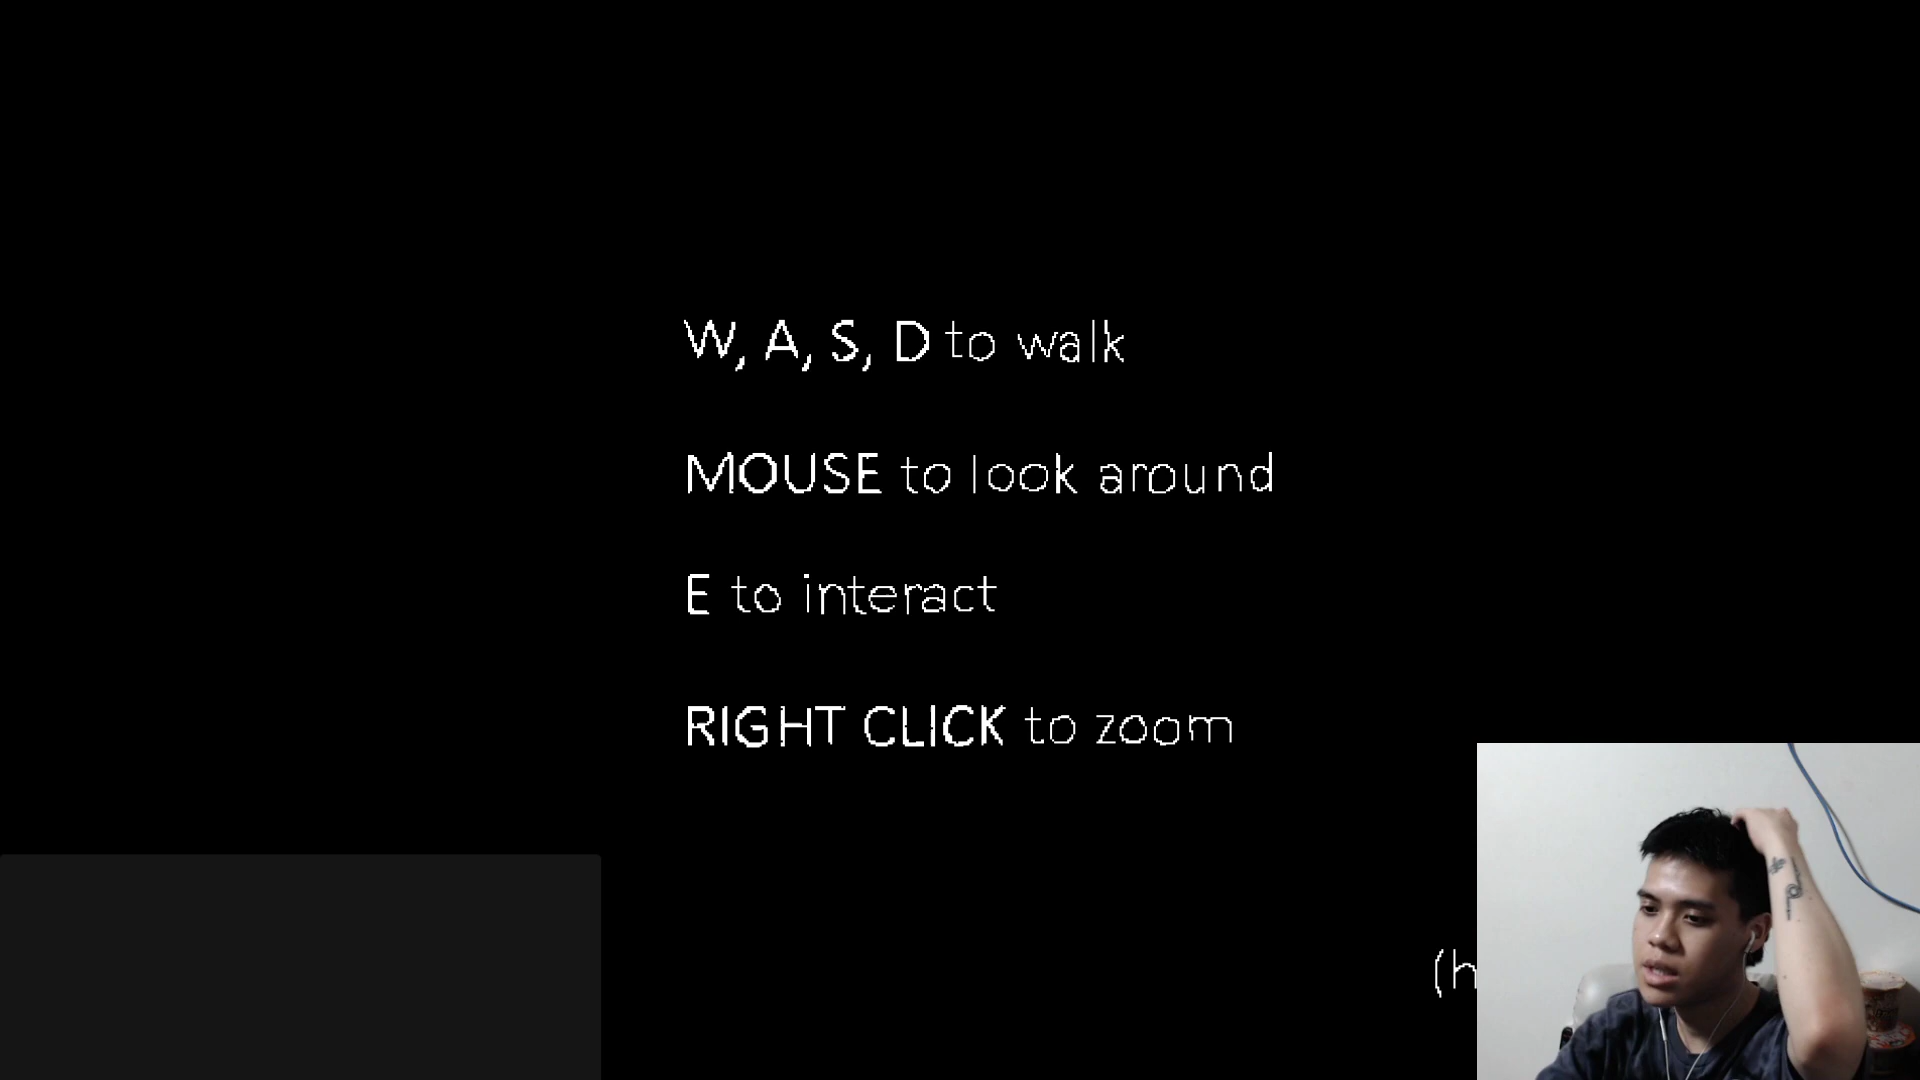 W, A, S, D to walk
MOUSE to look around
E to interact
RIGHT CLICK to zoom
(h